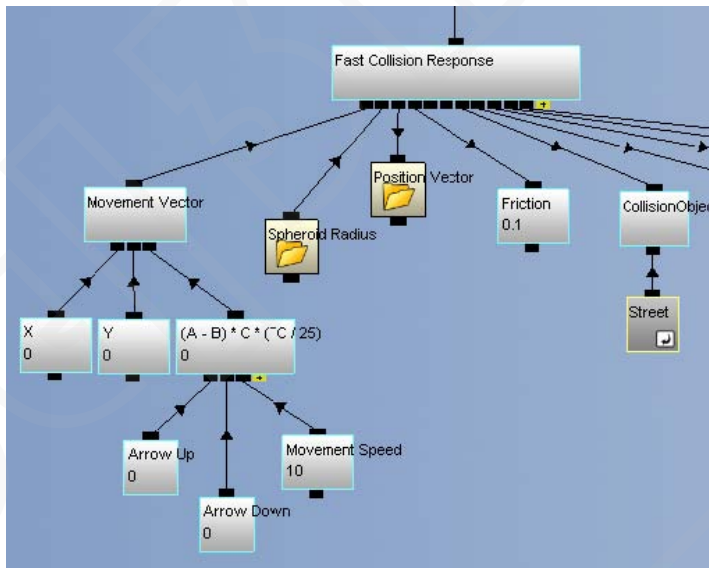 Fast Collision Response
Movement Vector
Spheroid Radius
Position Vector
Friction
0.1
CollisionObje
Street
X
0
Y
0
(A - B) * C * (˜C / 25)
0
Arrow Up
0
Arrow Down
0
Movement Speed
10